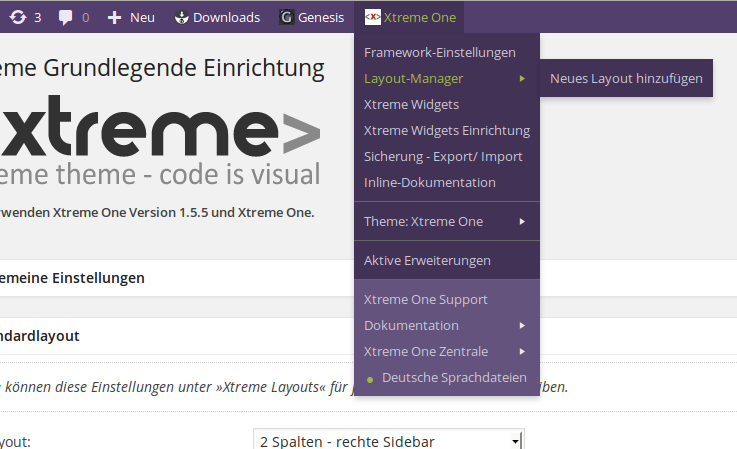 3 0 Neu Downloads Genesis Xtreme One
Framework-Einstellungen
Layout-Manager
Neues Layout hinzufügen
Xtreme Widgets
Xtreme Widgets Einrichtung
Sicherung - Export/ Import
Inline-Dokumentation
Theme: Xtreme One
Aktive Erweiterungen
Xtreme One Support
Dokumentation
Xtreme One Zentrale
Deutsche Sprachdateien
eme Grundlegende Einrichtung
xtreme>
eme theme - code is visual
rwenden Xtreme One Version 1.5.5 und Xtreme One.
emeine Einstellungen
ndardlayout
können diese Einstellungen unter »Xtreme Layouts« für iben.
yout:
2 Spalten - rechte Sidebar